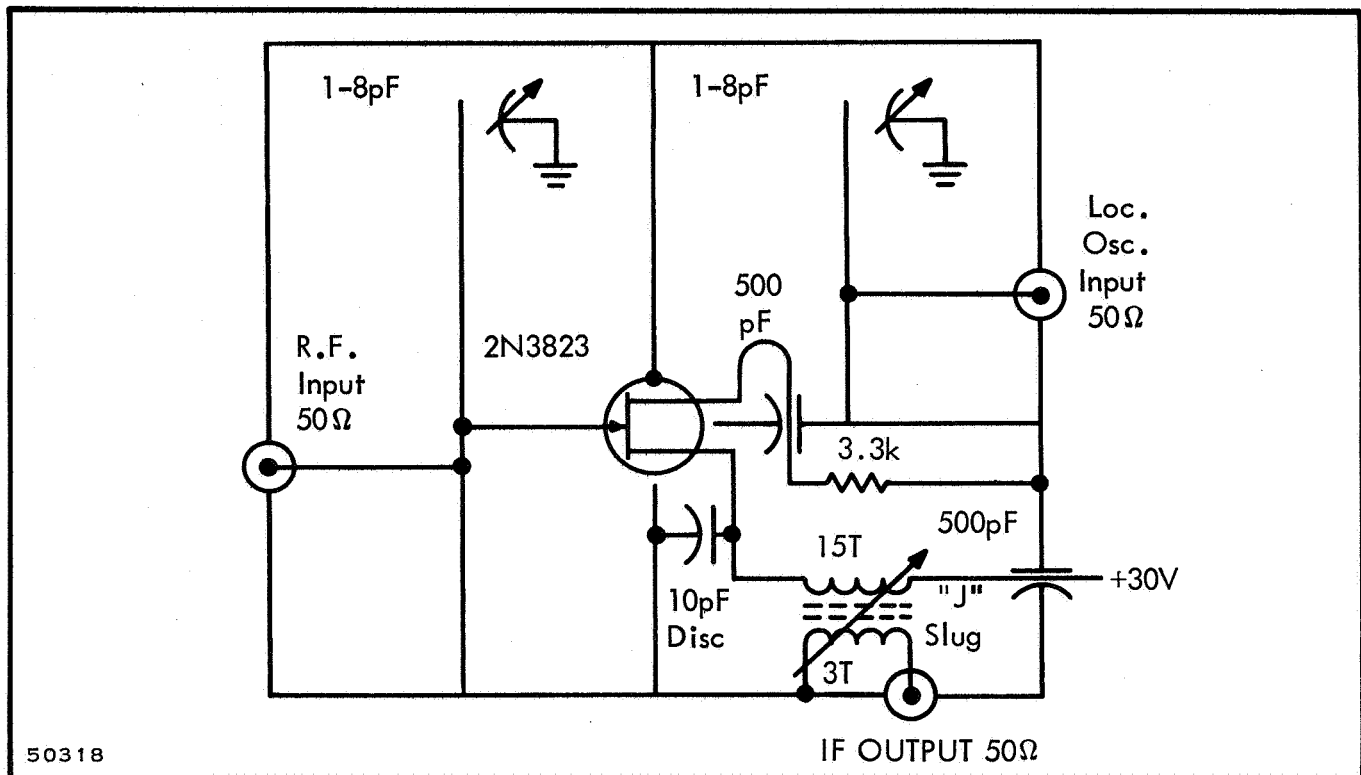 1-8pF
1-8pF
Loc.
Osc.
Input
50Ω
500
pF
R.F.
Input
50Ω
2N3823
3.3k
500pF
15T
+30V
"J"
Slug
10pF
Disc
3T
IF OUTPUT 50Ω
50318